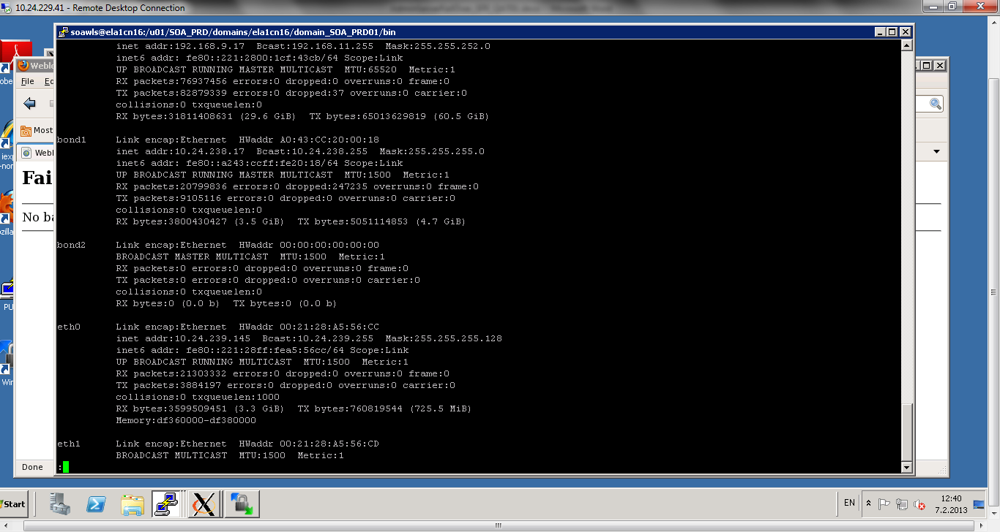 10.24.229.41 - Remote Desktop Connection
soawls@ela1cn16:/u01/SOA_PRD/domains/ela1cn16/domain_SOA_PRD01/bin
inet addr:192.168.9.17 Bcast:192.168.11.255 Mask:255.255.252.0
inet6 addr: fe80::221:2800:1cf:43cb/64 Scope:Link
UP BROADCAST RUNNING MASTER MULTICAST MTU:65520 Metric:1
RX packets:76937456 errors:0 dropped:0 overruns:0 frame:0
TX packets:82879339 errors:0 dropped:37 overruns:0 carrier:0
collisions:0 txqueuelen:0
RX bytes:31811408631 (29.6 GiB) TX bytes:65013629819 (60.5 GiB)
bond1 Link encap:Ethernet HWaddr A0:43:CC:20:00:18
inet addr:10.24.238.17 Bcast:10.24.238.255 Mask:255.255.255.0
inet6 addr: fe80::a243:ccff:fe20:18/64 Scope:Link
UP BROADCAST RUNNING MASTER MULTICAST MTU:1500 Metric:1
RX packets:20799836 errors:0 dropped:247235 overruns:0 frame:0
TX packets:9105116 errors:0 dropped:0 overruns:0 carrier:0
collisions:0 txqueuelen:0
RX bytes:3800430427 (3.5 GiB) TX bytes:5051114853 (4.7 GiB)
bond2 Link encap:Ethernet HWaddr 00:00:00:00:00:00
BROADCAST MASTER MULTICAST MTU:1500 Metric:1
RX packets:0 errors:0 dropped:0 overruns:0 frame:0
TX packets:0 errors:0 dropped:0 overruns:0 carrier:0
collisions:0 txqueuelen:0
RX bytes:0 (0.0 b) TX bytes:0 (0.0 b)
eth0 Link encap:Ethernet HWaddr 00:21:28:A5:56:CC
inet addr:10.24.239.145 Bcast:10.24.239.255 Mask:255.255.255.128
inet6 addr: fe80::221:28ff:fea5:56cc/64 Scope:Link
UP BROADCAST RUNNING MULTICAST MTU:1500 Metric:1
RX packets:21303332 errors:0 dropped:0 overruns:0 frame:0
TX packets:3884197 errors:0 dropped:0 overruns:0 carrier:0
collisions:0 txqueuelen:1000
RX bytes:3599509451 (3.3 GiB) TX bytes:760819544 (725.5 MiB)
Memory:df360000-df380000
eth1 Link encap:Ethernet HWaddr 00:21:28:A5:56:CD
BROADCAST MULTICAST MTU:1500 Metric:1
:
Weblo
File Ed
Most
Webl
Fai
No ba
Done
obe
iexp
-nor
ozilla
PU
Win
Start
EN
12:40
7.2.2013